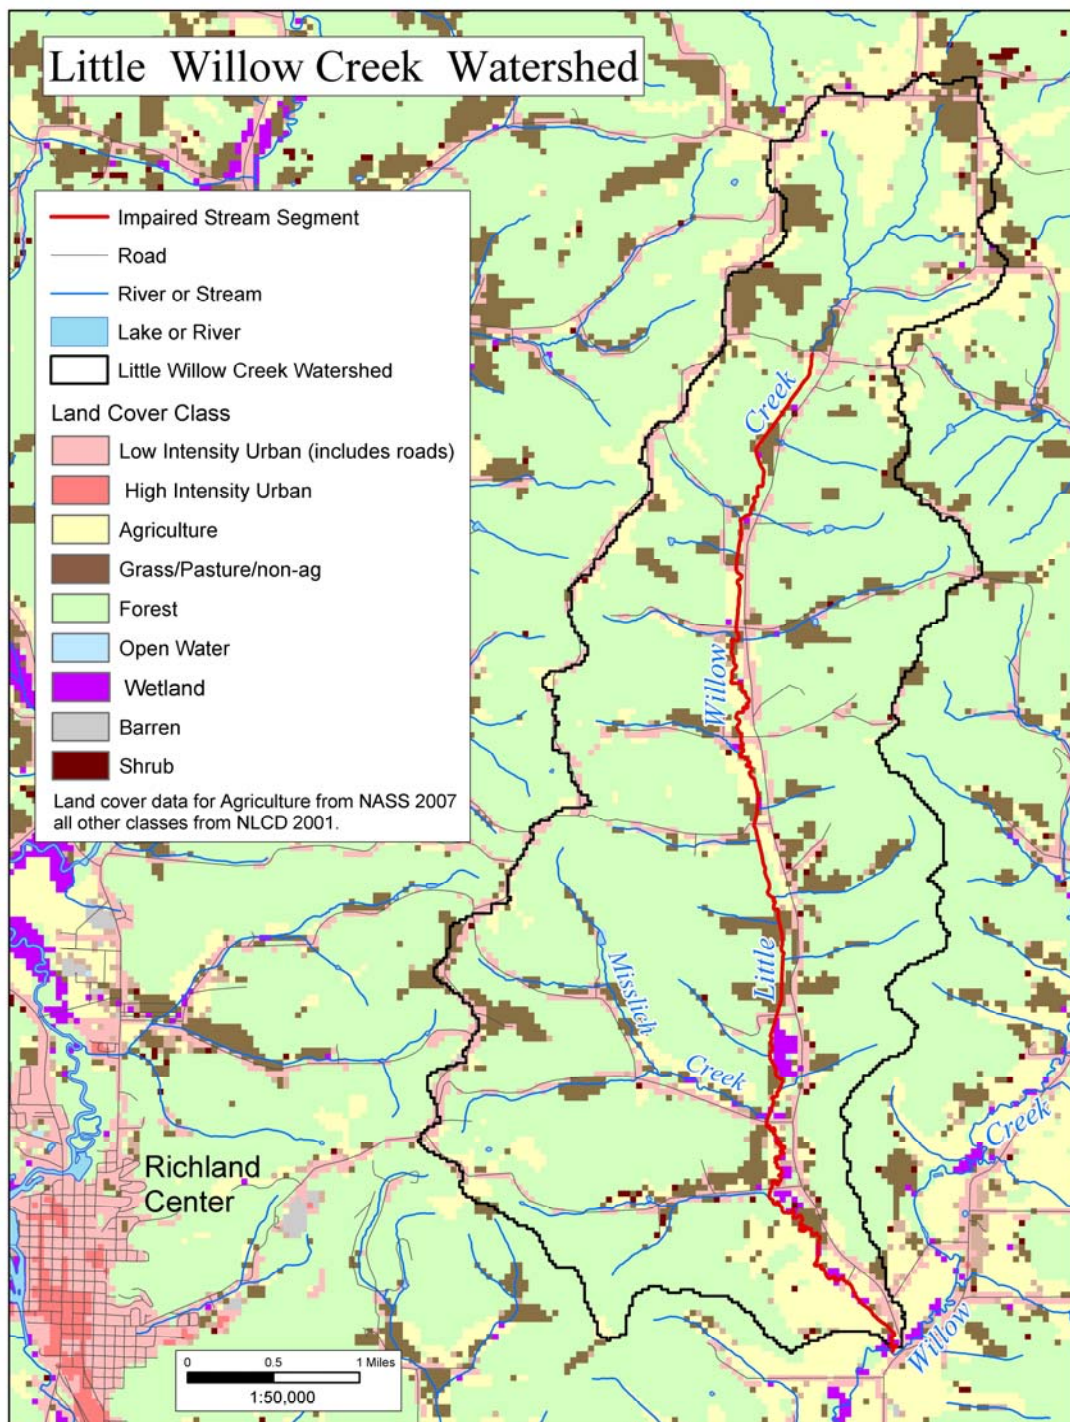 Little Willow Creek Watershed
Impaired Stream Segment
Road
River or Stream
Lake or River
Little Willow Creek Watershed
Land Cover Class
Low Intensity Urban (includes roads)
High Intensity Urban
Agriculture
Grass/Pasture/non-ag
Forest
Open Water
Wetland
Barren
Shrub
Land cover data for Agriculture from NASS 2007
all other classes from NLCD 2001.
Creek
Willow
Little
Misslich
Creek
Creek
Willow
Richland
Center
0 0.5 1 Miles
1:50,000